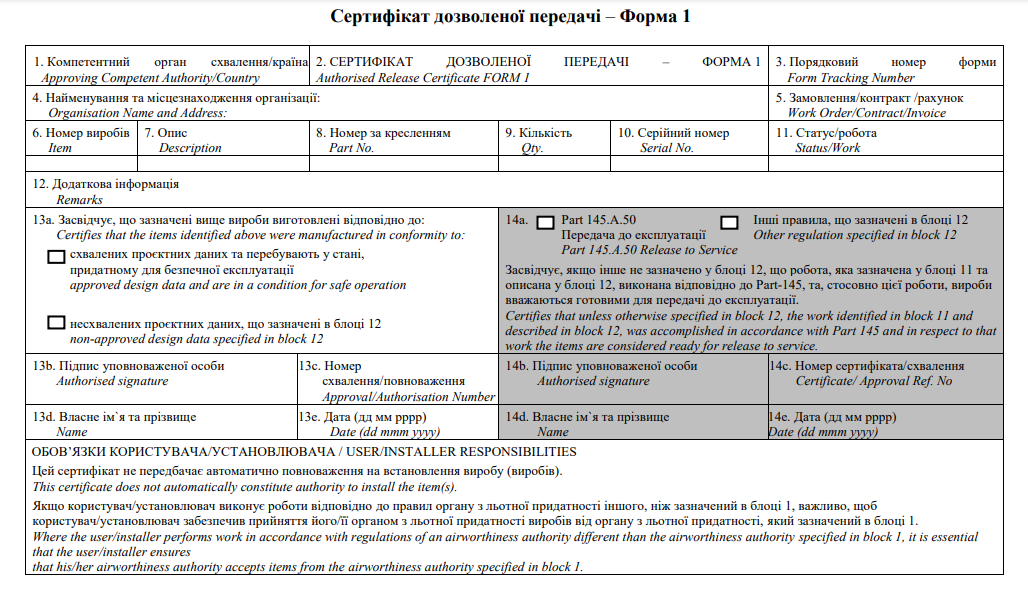 Сертифікат дозволеної передачі – Форма 1
1. Компетентний орган схвалення/країна
Approving Competent Authority/Country
2. СЕРТИФІКАТ ДОЗВОЛЕНОЇ ПЕРЕДАЧІ – ФОРМА 1
Authorised Release Certificate FORM 1
3. Порядковий номер форми
Form Tracking Number
4. Найменування та місцезнаходження організації:
Organisation Name and Address:
5. Замовлення/контракт /рахунок
Work Order/Contract/Invoice
6. Номер виробів
Item
7. Опис
Description
8. Номер за кресленням
Part No.
9. Кількість
Qty.
10. Серійний номер
Serial No.
11. Статус/робота
Status/Work
12. Додаткова інформація
Remarks
13a. Засвідчує, що зазначені вище вироби виготовлені відповідно до:
Certifies that the items identified above were manufactured in conformity to:
схвалених проєктних даних та перебувають у стані,
придатному для безпечної експлуатації
approved design data and are in a condition for safe operation
несхвалених проєктних даних, що зазначені в блоці 12
non-approved design data specified in block 12
14a.
Part 145.A.50
Передача до експлуатації
Part 145.A.50 Release to Service
Інші правила, що зазначені в блоці 12
Other regulation specified in block 12
Засвідчує, якщо інше не зазначено у блоці 12, що робота, яка зазначена у блоці 11 та
описана у блоці 12, виконана відповідно до Part-145, та, стосовно цієї роботи, вироби
вважаються готовими для передачі до експлуатації.
Certifies that unless otherwise specified in block 12, the work identified in block 11 and
described in block 12, was accomplished in accordance with Part 145 and in respect to that
work the items are considered ready for release to service.
13b. Підпис уповноваженої особи
Authorised signature
13c. Номер
схвалення/повноваження
Approval/Authorisation Number
14b. Підпис уповноваженої особи
Authorised signature
14c. Номер сертифіката/схвалення
Certificate/ Approval Ref. No
13d. Власне ім`я та прізвище
Name
13e. Дата (дд мм рррр)
Date (dd mmm yyyy)
14d. Власне ім`я та прізвище
Name
14e. Дата (дд мм рррр)
Date (dd mmm yyyy)
ОБОВ’ЯЗКИ КОРИСТУВАЧА/УСТАНОВЛЮВАЧА / USER/INSTALLER RESPONSIBILITIES
Цей сертифікат не передбачає автоматично повноваження на встановлення виробу (виробів).
This certificate does not automatically constitute authority to install the item(s).
Якщо користувач/установлювач виконує роботи відповідно до правил органу з льотної придатності іншого, ніж зазначений в блоці 1, важливо, щоб
користувач/установлювач забезпечив прийняття його/її органом з льотної придатності виробів від органу з льотної придатності, який зазначений в блоці 1.
Where the user/installer performs work in accordance with regulations of an airworthiness authority different than the airworthiness authority specified in block 1, it is essential
that the user/installer ensures
that his/her airworthiness authority accepts items from the airworthiness authority specified in block 1.